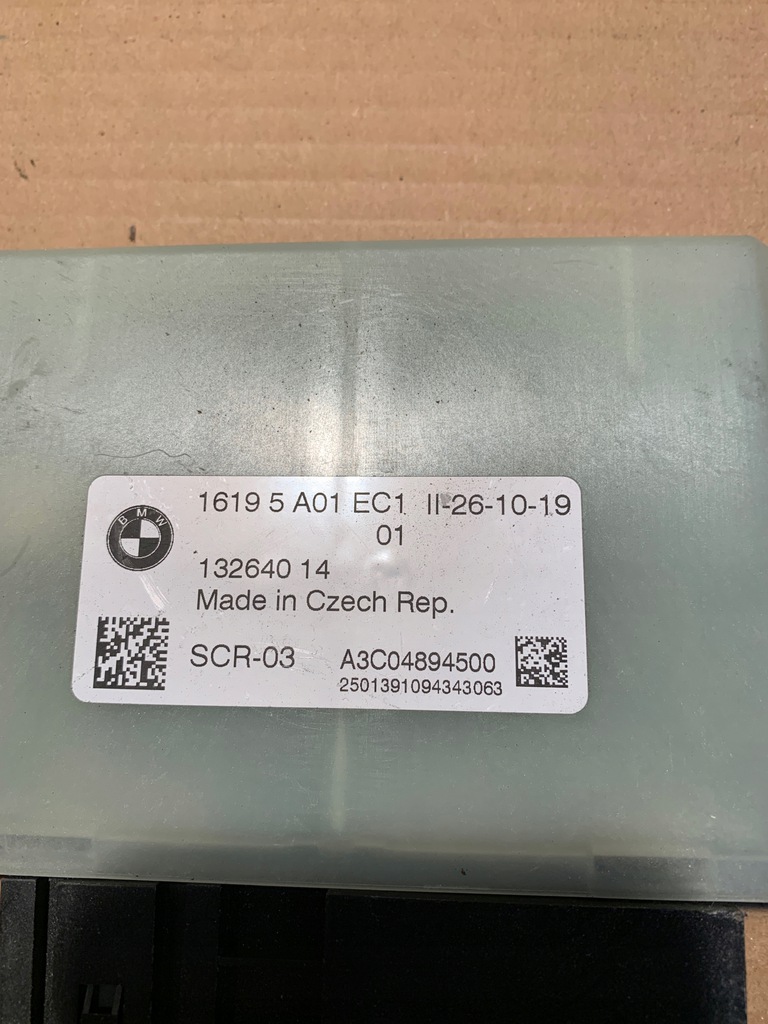 BMW
1619 5 A01 EC1 II-26-10-19
01
132640 14
Made in Czech Rep.
SCR-03 A3C04894500
2501391094343063